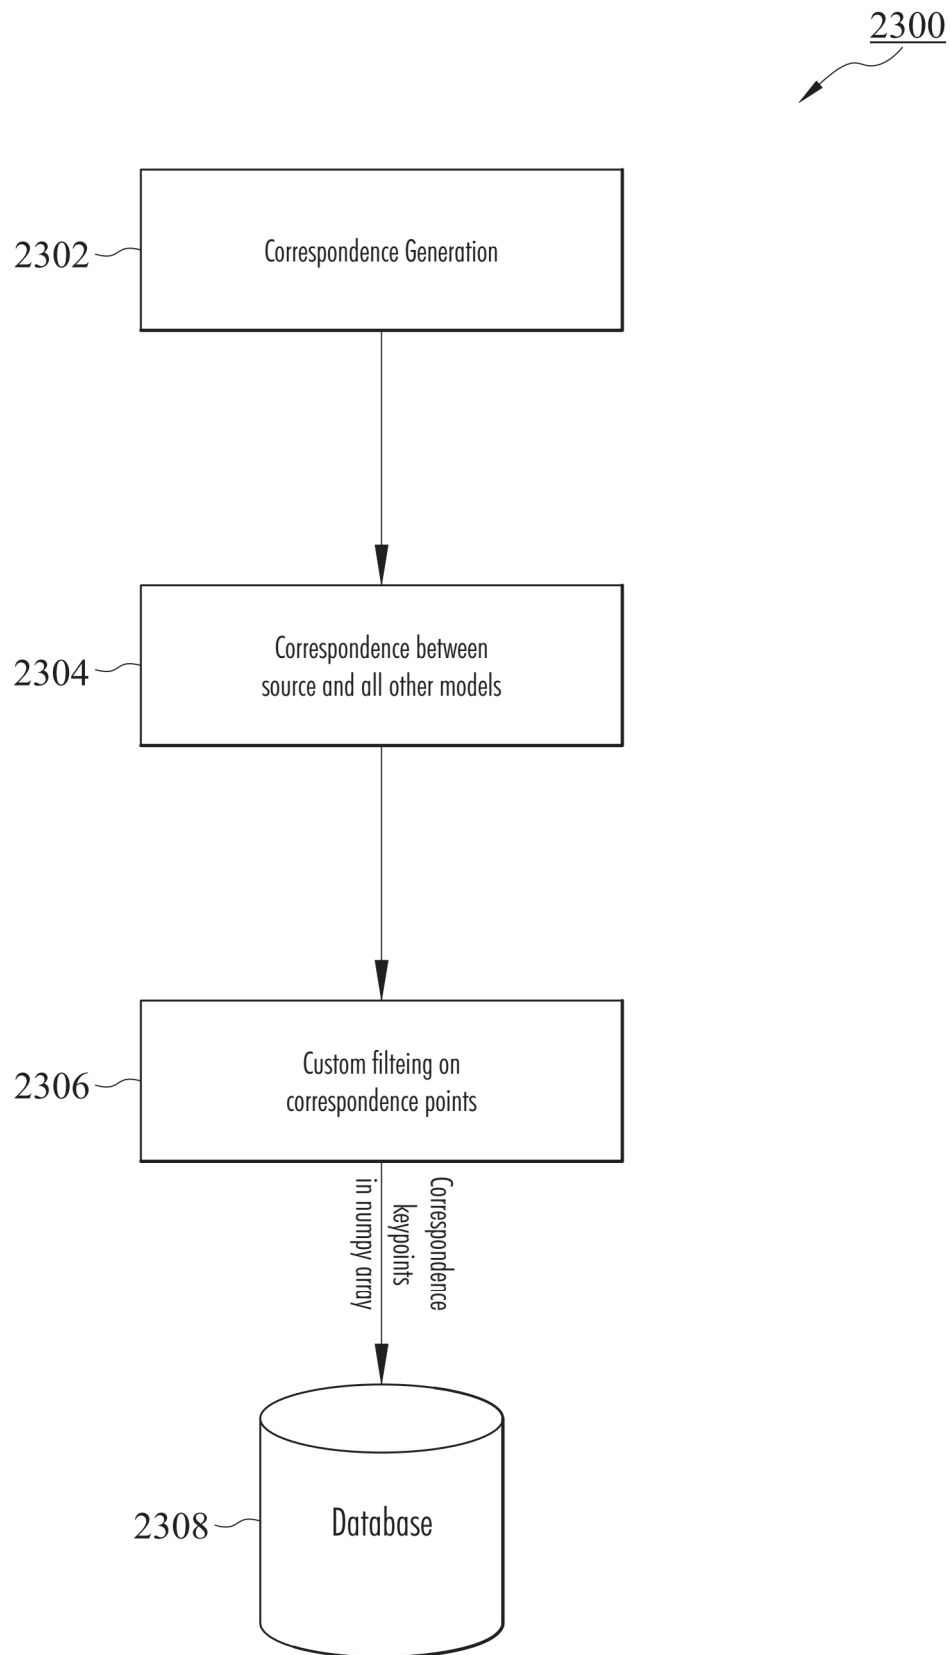 2300
2302
Correspondence Generation
2304
Correspondence between
source and all other models
2306
Custom filteing on
correspondence points
Correspondence
keypoints
in numpy array
2308
Database